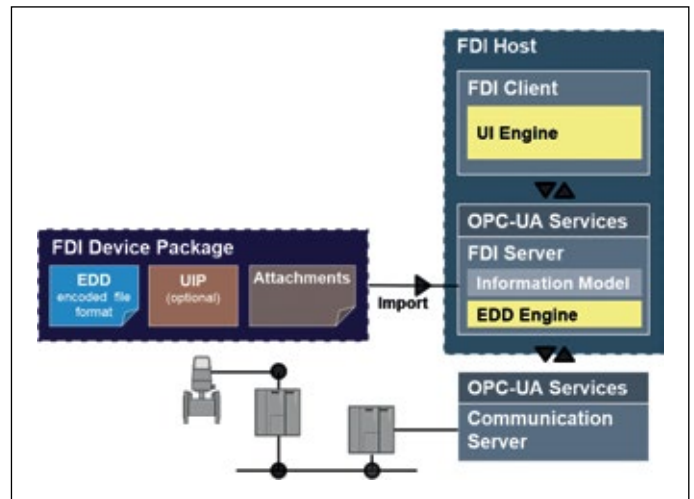 FDI Host
FDI Client
UI Engine
OPC-UA Services
FDI Server
Information Model
EDD Engine
FDI Device Package
EDD
encoded file
format
UIP
(optional)
Attachments
Import
OPC-UA Services
Communication
Server